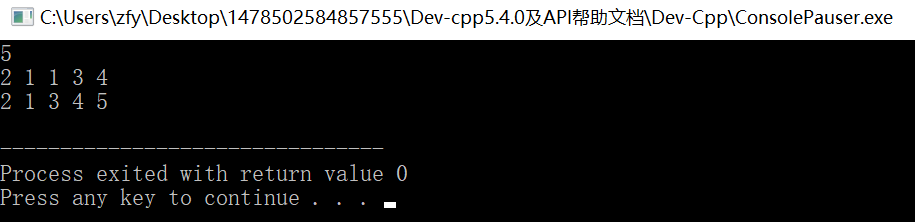 C:\Users\zfy\Desktop\1478502584857555\Dev-cpp5.4.0及API帮助文档\Dev-Cpp\ConsolePauser.exe
5
2 1 1 3 4
2 1 3 4 5
--------------------------------
Process exited with return value 0
Press any key to continue . . .